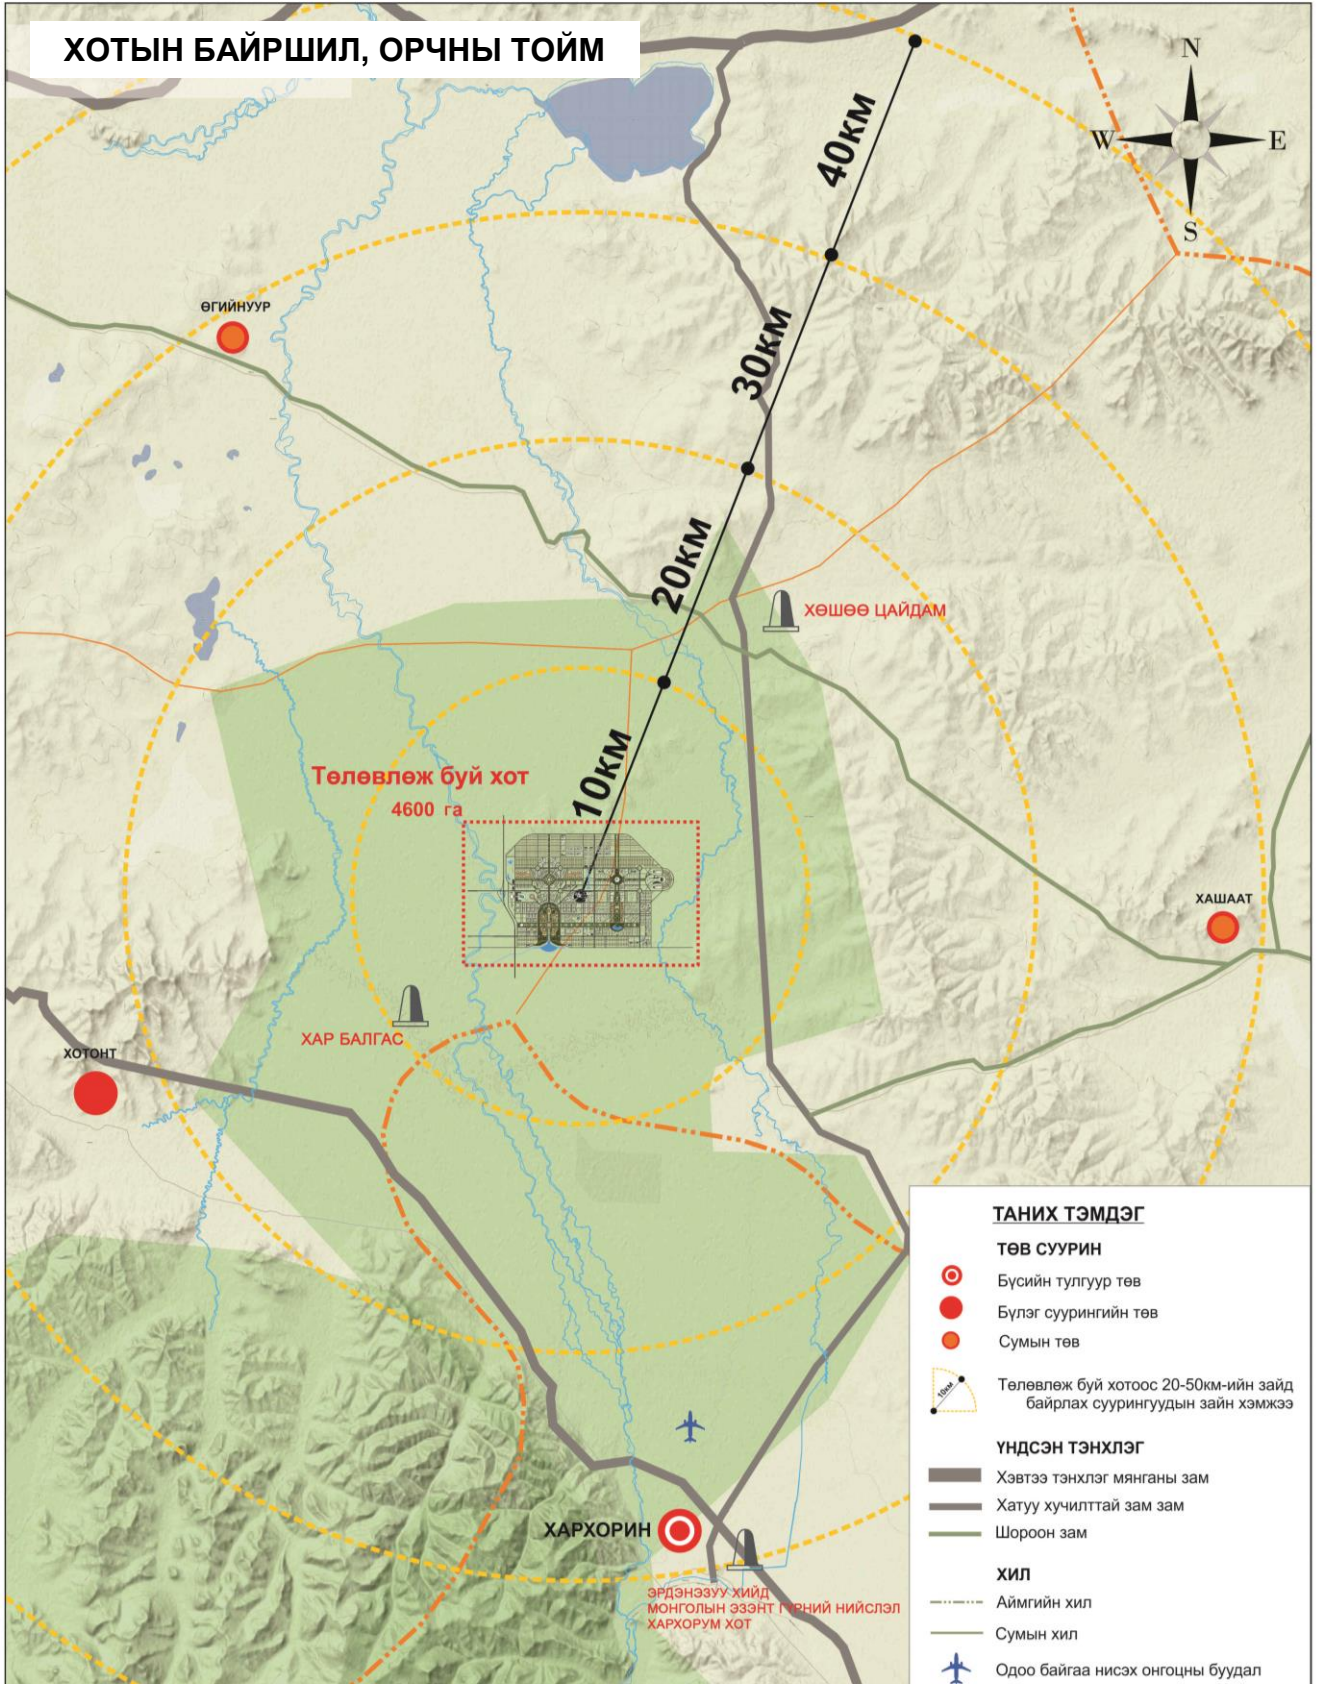 ХОТЫН БАЙРШИЛ, ОРЧНЫ ТОЙМ
N
W
E
S
40КМ
ӨГИЙНУУР
30КМ
20КМ
ХӨШӨӨ ЦАЙДАМ
Төлөвлөж буй хот
4600 га
10КМ
ХАШААТ
ХАР БАЛГАС
ХОТОНТ
ХАРХОРИН
ЭРДЭНЭЗУУ ХИЙД
МОНГОЛЫН ЭЗЭНТ ГҮРНИЙ НИЙСЛЭЛ
ХАРХОРУМ ХОТ
ТАНИХ ТЭМДЭГ
ТӨВ СУУРИН
Бүсийн тулгуур төв
Бүлэг суурингийн төв
Сумын төв
10км
Төлөвлөж буй хотоос 20-50км-ийн зайд
байрлах суурингуудын зайн хэмжээ
ҮНДСЭН ТЭНХЛЭГ
Хэвтээ тэнхлэг мянганы зам
Хатуу хучилттай зам зам
Шороон зам
ХИЛ
Аймгийн хил
Сумын хил
Одоо байгаа нисэх онгоцны буудал